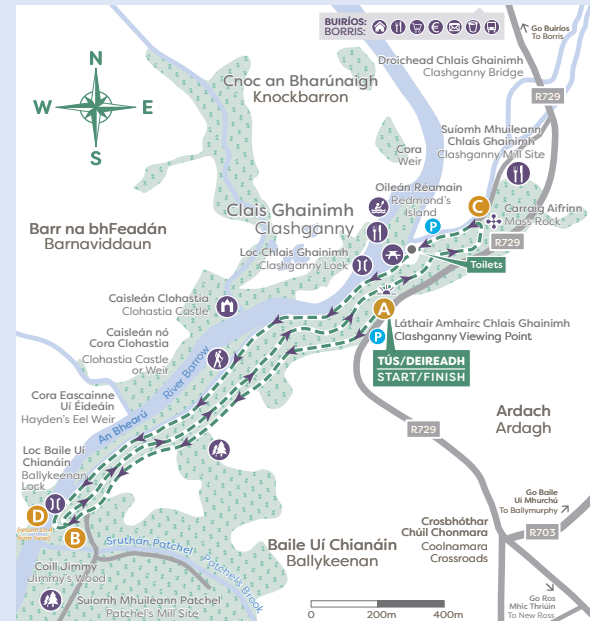 BUIRÍOS:
BORRIS:
Go Buiríos
To Borris
Droichead Chlais Ghainimh
Clashganny Bridge
N
W
E
S
Cnoc an Bharúnaigh
Knockbarron
R729
Suíomh Mhuileann
Chlais Ghainimh
Clashganny Mill Site
Cora
Weir
Oileán Réamain
Redmond's
Island
C
Carraig Aifrinn
Mass Rock
P
R729
Clais Ghainimh
Clashganny
Barr na bhFeadán
Barnaviddaun
Loc Chlais Ghainimh
Clashganny Lock
Toilets
Caisleán Clohastia
Clohastia Castle
A
Láthair Amhairc Chlais Ghainimh
Clashganny Viewing Point
P
Caisleán nó
Cora Clohastia
Clohastia Castle
or Weir
TÚS/DEIREADH
START/FINISH
River Barrow
An Bhearú
Cora Eascainne
Uí Éideáin
Hayden's Eel Weir
Ardach
Ardagh
R729
Loc Baile Uí
Chianáin
Ballykeenan
Lock
D
B
Go Baile
Uí Mhurchú
To Ballymurphy
Crosbhóthar
Chúil Chonmara
Coolnamara
Crossroads
R703
Sruthán Patchel
Patchel's Brook
Baile Uí Chianáin
Ballykeenan
Coill Jimmy
Jimmy's Wood
Suíomh Mhuileann Patchel
Patchel's Mill Site
Go Ros
Mhic Thriúin
To New Ross
0
200m
400m